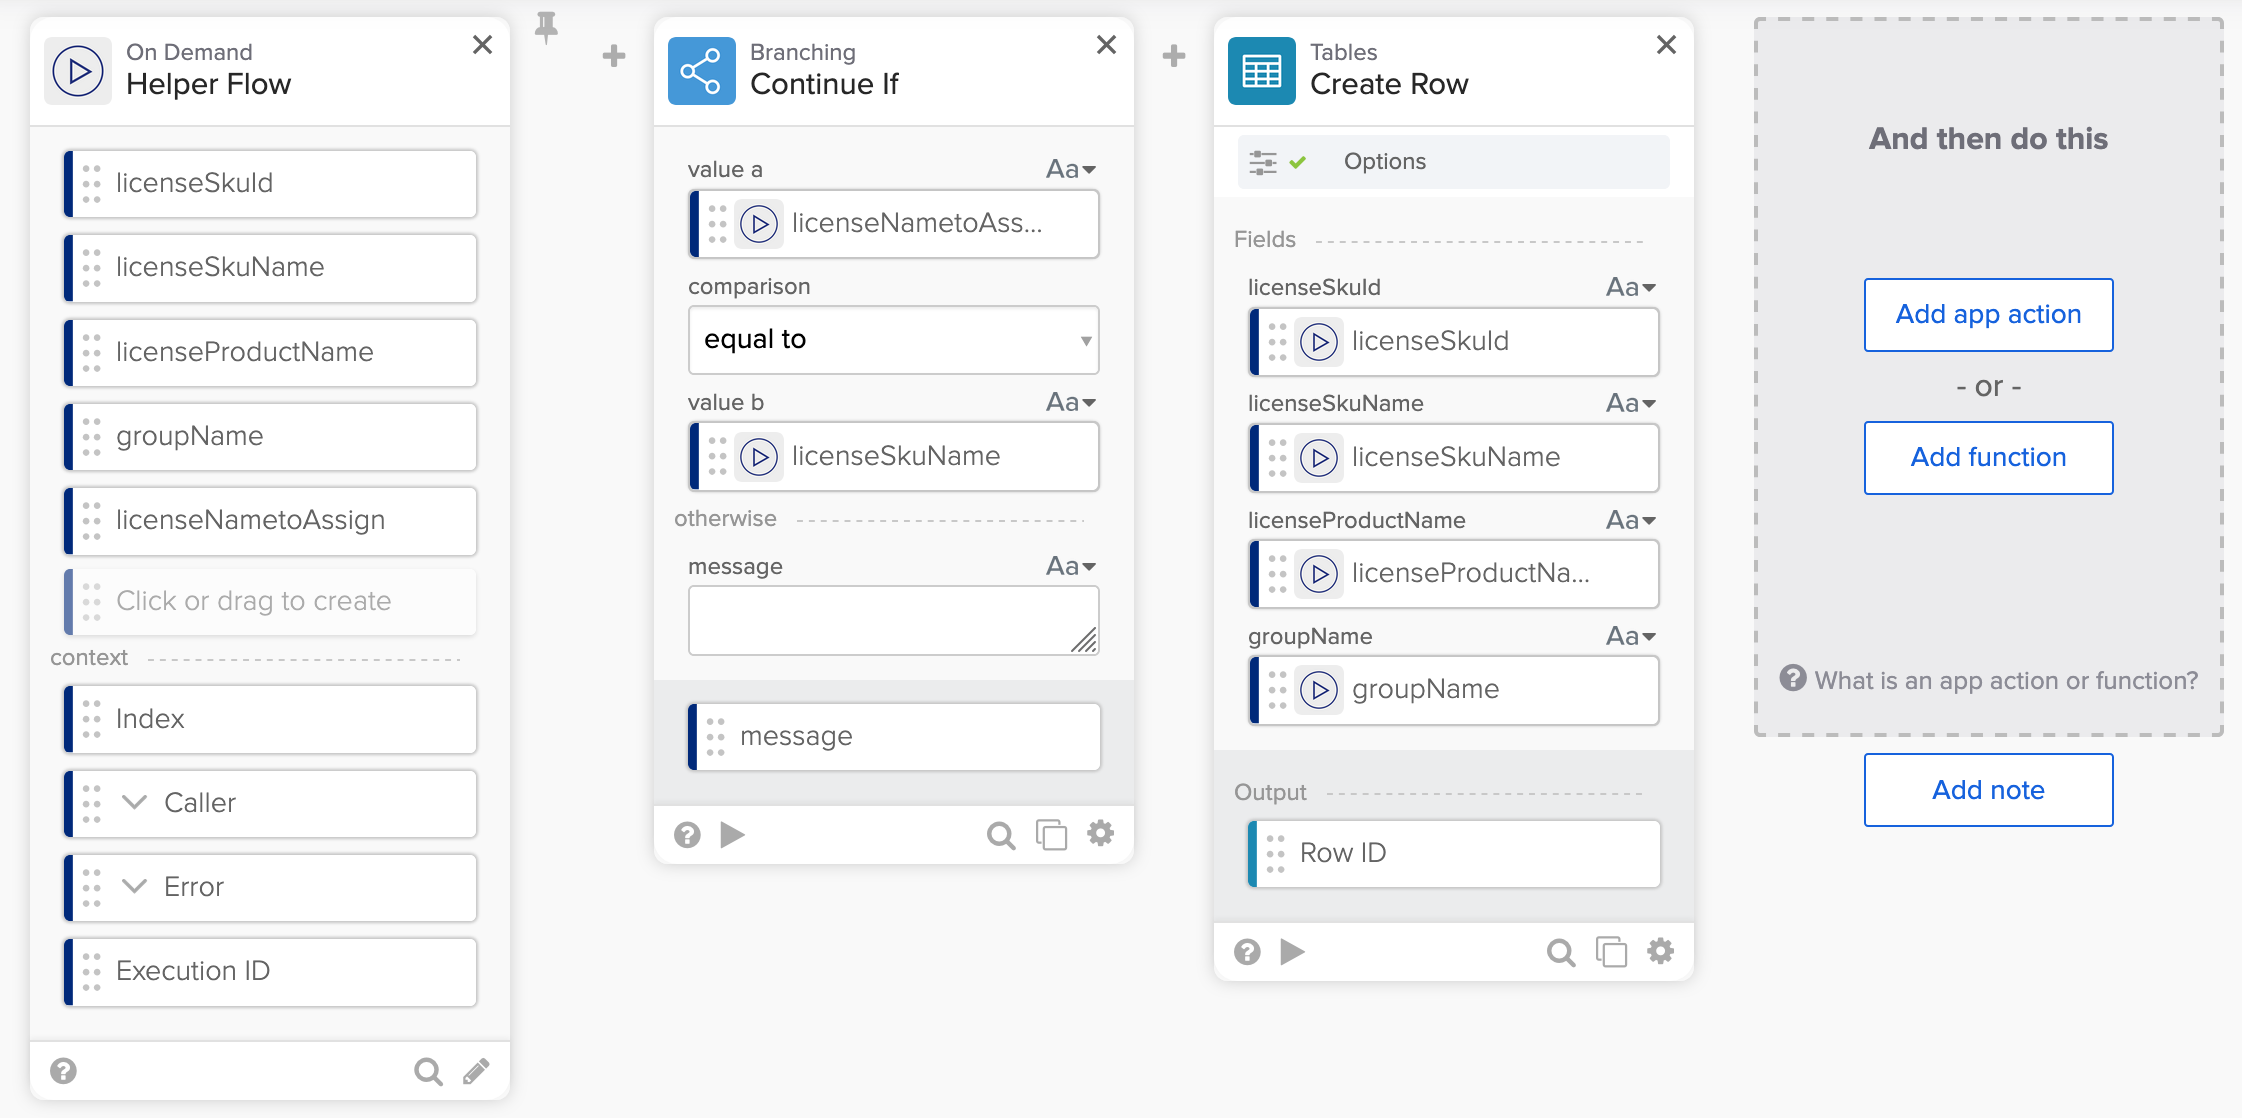 On Demand
Helper Flow
licenseSkuId
licenseSkuName
licenseProductName
groupName
licenseNametoAssign
Click or drag to create
context
Index
Caller
Error
Execution ID
Branching
Continue If
value a
Aa
licenseNametoAss...
comparison
equal to
value b
Aa
licenseSkuName
otherwise
message
Aa
message
Tables
Create Row
Options
Fields
licenseSkuId
Aa
licenseSkuId
licenseSkuName
Aa
licenseSkuName
licenseProductName
Aa
licenseProductNa...
groupName
Aa
groupName
Output
Row ID
And then do this
Add app action
- or -
Add function
What is an app action or function?
Add note